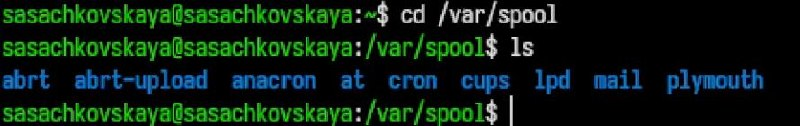 sasachkovskaya@sasachkovskaya:~$ cd /var/spool
sasachkovskaya@sasachkovskaya:/var/spool$ ls
abrt  abrt-upload  anacron  at  cron  cups  lpd  mail  plymouth
sasachkovskaya@sasachkovskaya:/var/spool$